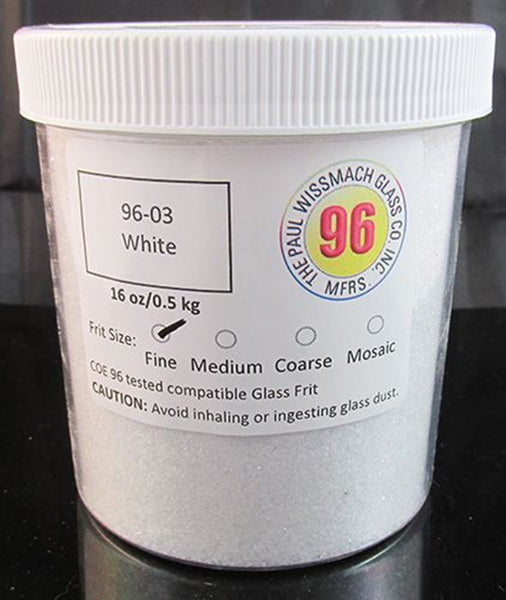 96-03
White
THE PAUL WISSMACH GLASS CO. INC.
96
MFRS.
16 oz/0.5 kg
Frit Size:
Fine Medium Coarse Mosaic
COE 96 tested compatible Glass Frit
CAUTION: Avoid inhaling or ingesting glass dust.